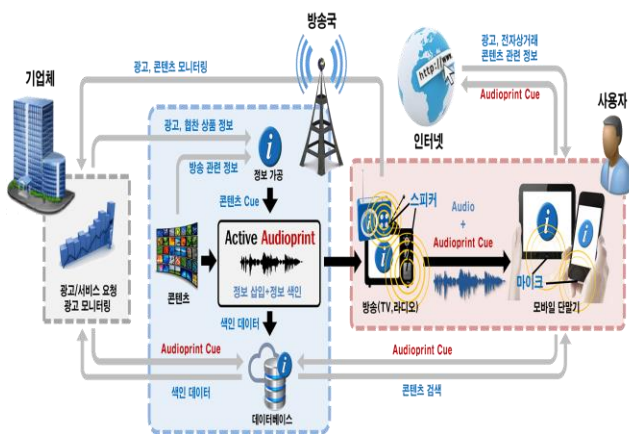 방송국
기업체
광고, 콘텐츠 모니터링
광고, 전자상거래
콘텐츠 관련 정보
http://www
Audioprint Cue
인터넷
사용자
광고, 협찬 상품 정보
방송 관련 정보
정보 가공
콘텐츠 Cue
Active Audioprint
정보 삽입+정보 색인
콘텐츠
색인 데이터
데이터베이스
광고/서비스 요청
광고 모니터링
스피커
Audio
+
Audioprint Cue
마이크
방송(TV,라디오)
모바일 단말기
Audioprint Cue
색인 데이터
Audioprint Cue
콘텐츠 검색